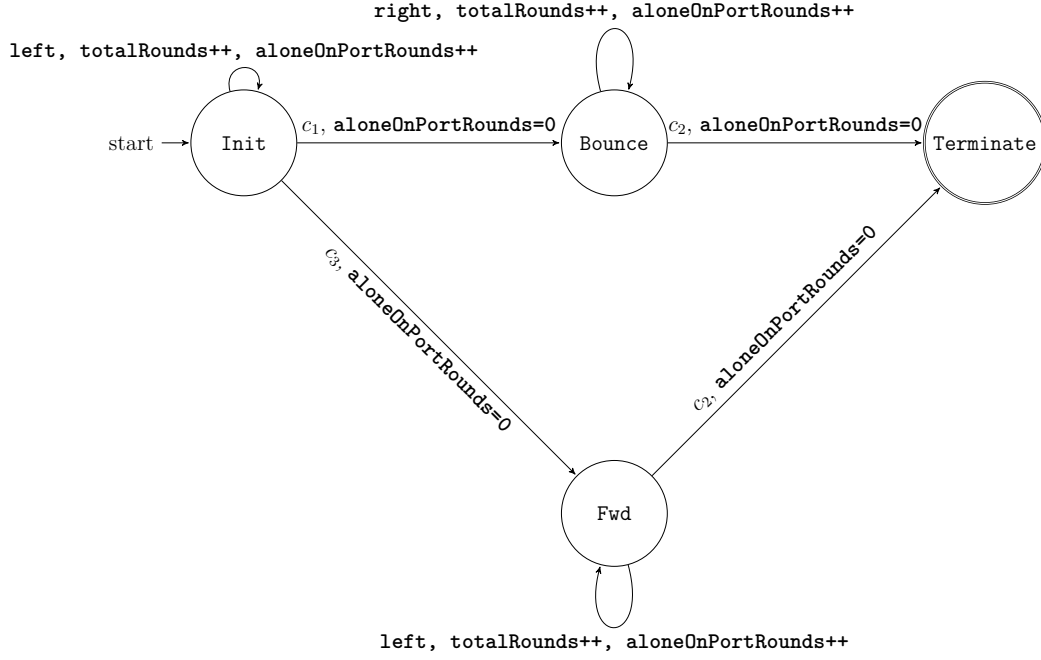 right, totalRounds++, aloneOnPortRounds++
left, totalRounds++, aloneOnPortRounds++
start
Init
c₁, aloneOnPortRounds=0
Bounce
c₂, aloneOnPortRounds=0
Terminate
c₃, aloneOnPortRounds=0
c₂, aloneOnPortRounds=0
Fwd
left, totalRounds++, aloneOnPortRounds++